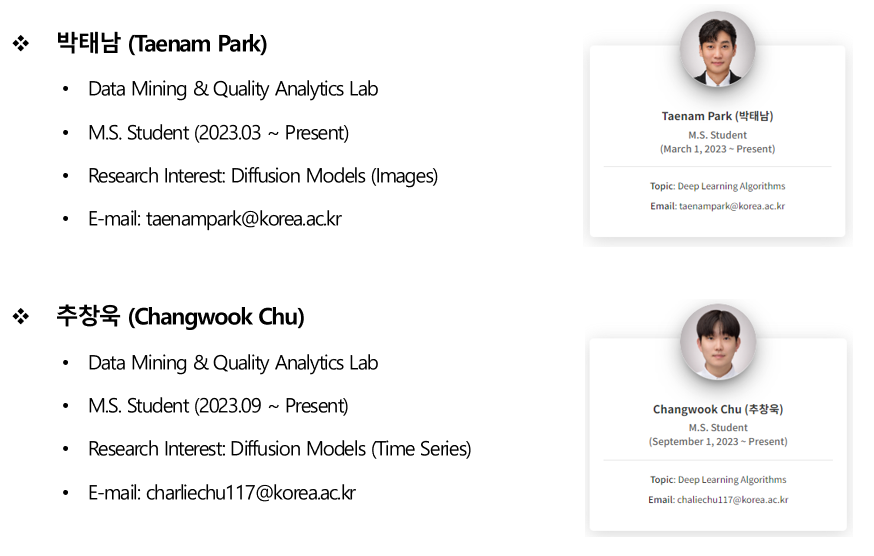 ❖ 박태남 (Taenam Park)
• Data Mining & Quality Analytics Lab
• M.S. Student (2023.03 ~ Present)
• Research Interest: Diffusion Models (Images)
• E-mail: taenampark@korea.ac.kr
Taenam Park (박태남)
M.S. Student
(March 1, 2023 ~ Present)
Topic: Deep Learning Algorithms
Email: taenampark@korea.ac.kr
❖ 추창욱 (Changwook Chu)
• Data Mining & Quality Analytics Lab
• M.S. Student (2023.09 ~ Present)
• Research Interest: Diffusion Models (Time Series)
• E-mail: charliechu117@korea.ac.kr
Changwook Chu (추창욱)
M.S. Student
(September 1, 2023 ~ Present)
Topic: Deep Learning Algorithms
Email: chaliechu117@korea.ac.kr